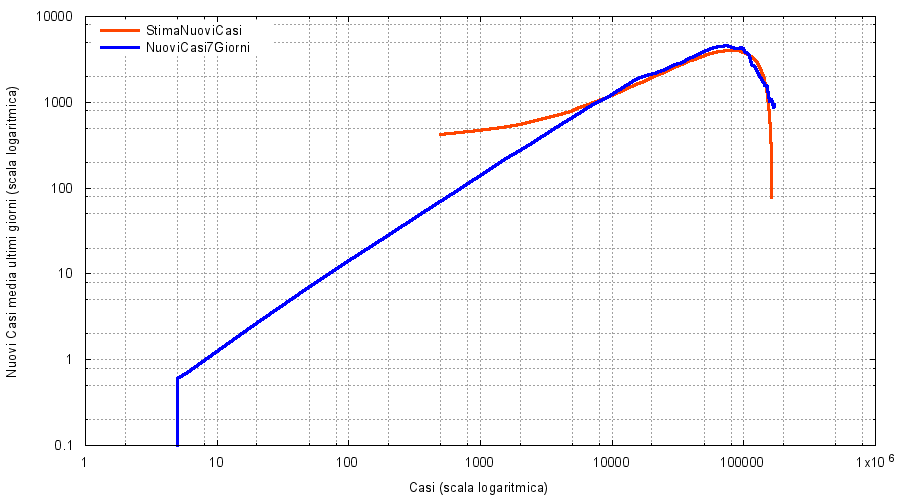 10000
StimaNuoviCasi
NuoviCasi7Giorni
1000
100
10
1
0.1
Nuovi Casi media ultimi giorni (scala logaritmica)
1 10 100 1000 10000 100000 1x10 6
Casi (scala logaritmica)